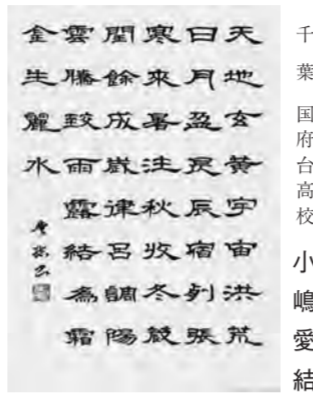 千葉 国府台高校 小嶋愛結
天地玄黄宇宙洪荒
日月盈昃辰宿列張
寒來暑往秋收冬蔵
閏餘成歳律呂調陽
雲騰致雨露結為霜
金生麗水